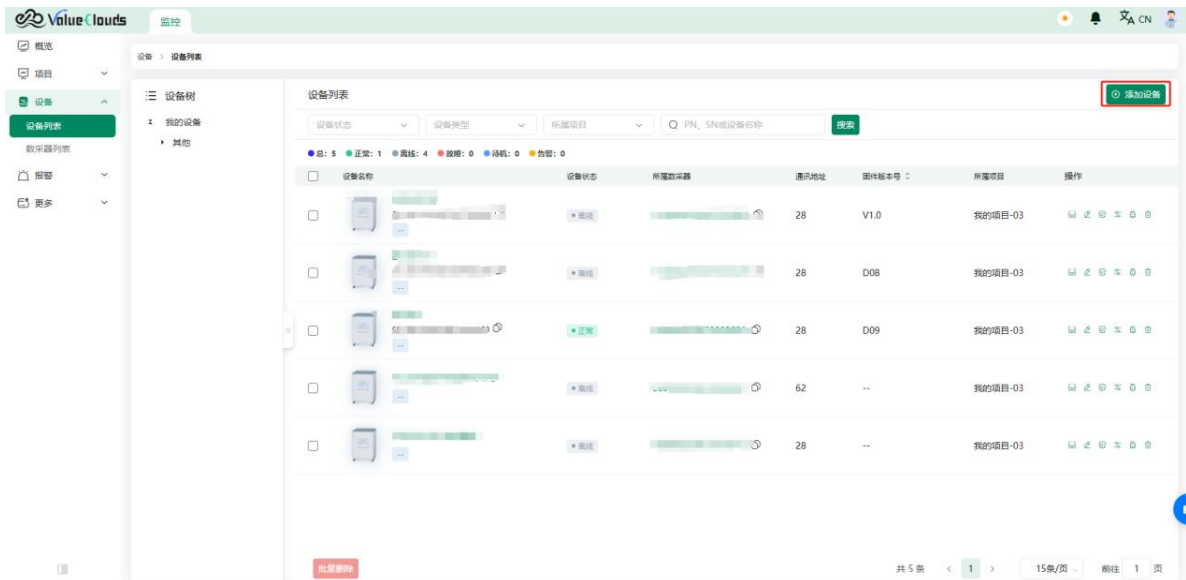 ValueClouds
监控
CN
概览
项目
设备
设备列表
数采器列表
报警
更多
设备 > 设备列表
设备树
我的设备
其他
设备列表
添加设备
设备状态
设备类型
所属项目
PN、SN或设备名称
搜索
总: 5 正常: 1 离线: 4 故障: 0 待机: 0 告警: 0
设备名称 设备状态 所属数采器 通讯地址 固件版本号 所属项目 操作
离线 28 V1.0 我的项目-03
--
离线 28 D08 我的项目-03
--
正常 28 D09 我的项目-03
--
离线 62 -- 我的项目-03
--
离线 28 -- 我的项目-03
--
批量删除
共 5 条 < 1 > 15条/页 前往 1 页